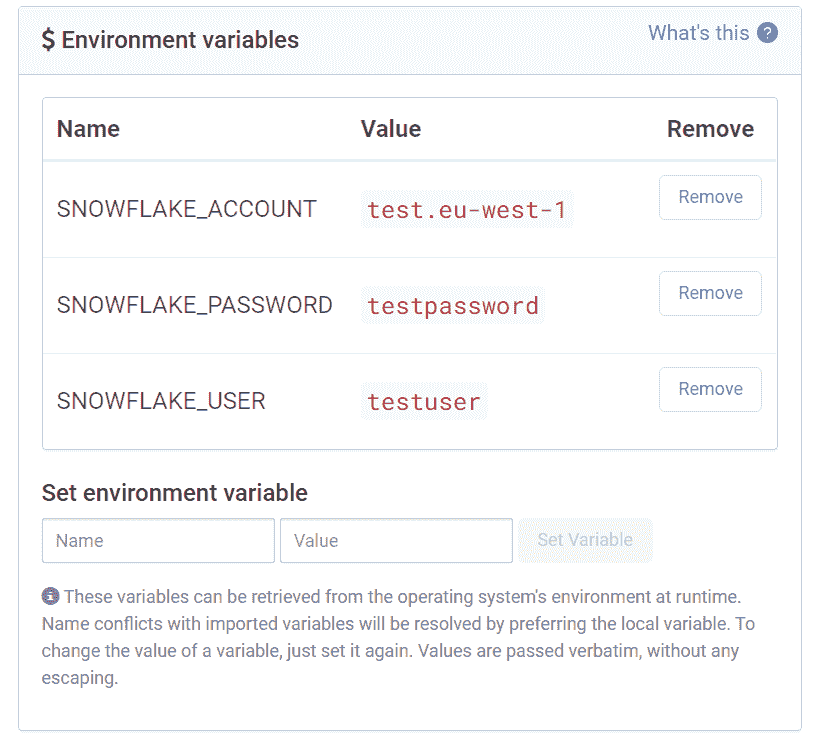 $ Environment variables
What's this ?
Name Value Remove
SNOWFLAKE_ACCOUNT test.eu-west-1 Remove
SNOWFLAKE_PASSWORD testpassword Remove
SNOWFLAKE_USER testuser Remove
Set environment variable
Name Value Set Variable
These variables can be retrieved from the operating system's environment at runtime.
Name conflicts with imported variables will be resolved by preferring the local variable. To
change the value of a variable, just set it again. Values are passed verbatim, without any
escaping.